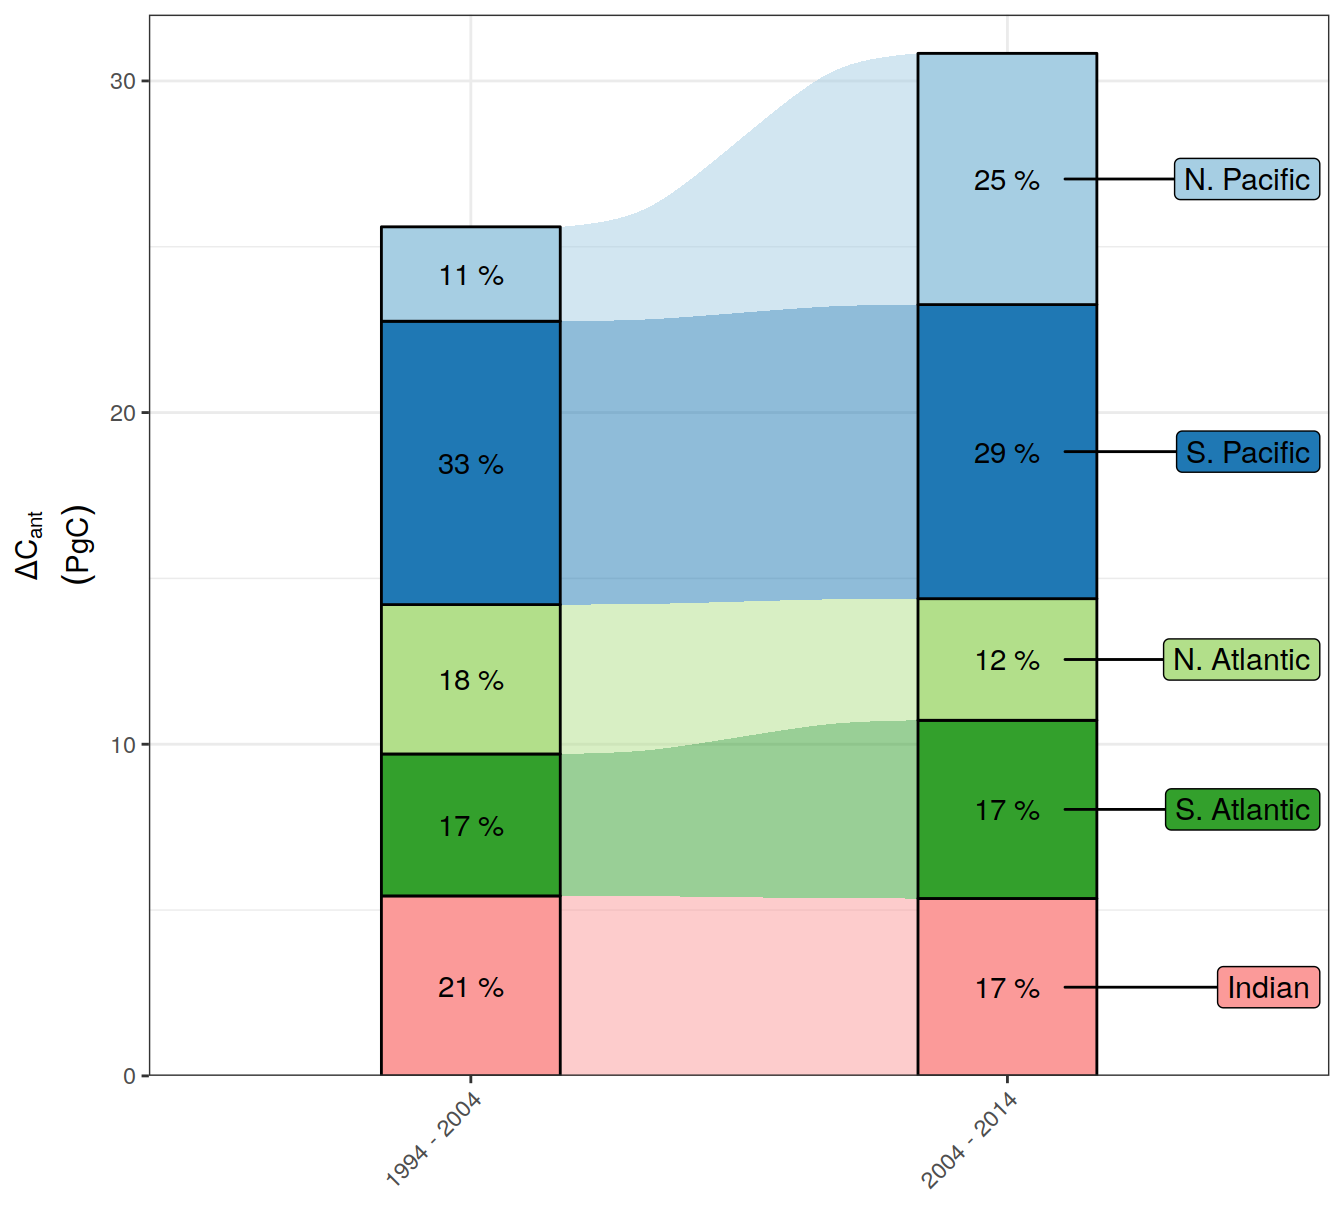 30
20
10
0
ΔCant
(PgC)
11 %
33 %
18 %
17 %
21 %
25 %
29 %
12 %
17 %
17 %
N. Pacific
S. Pacific
N. Atlantic
S. Atlantic
Indian
1994 - 2004
2004 - 2014